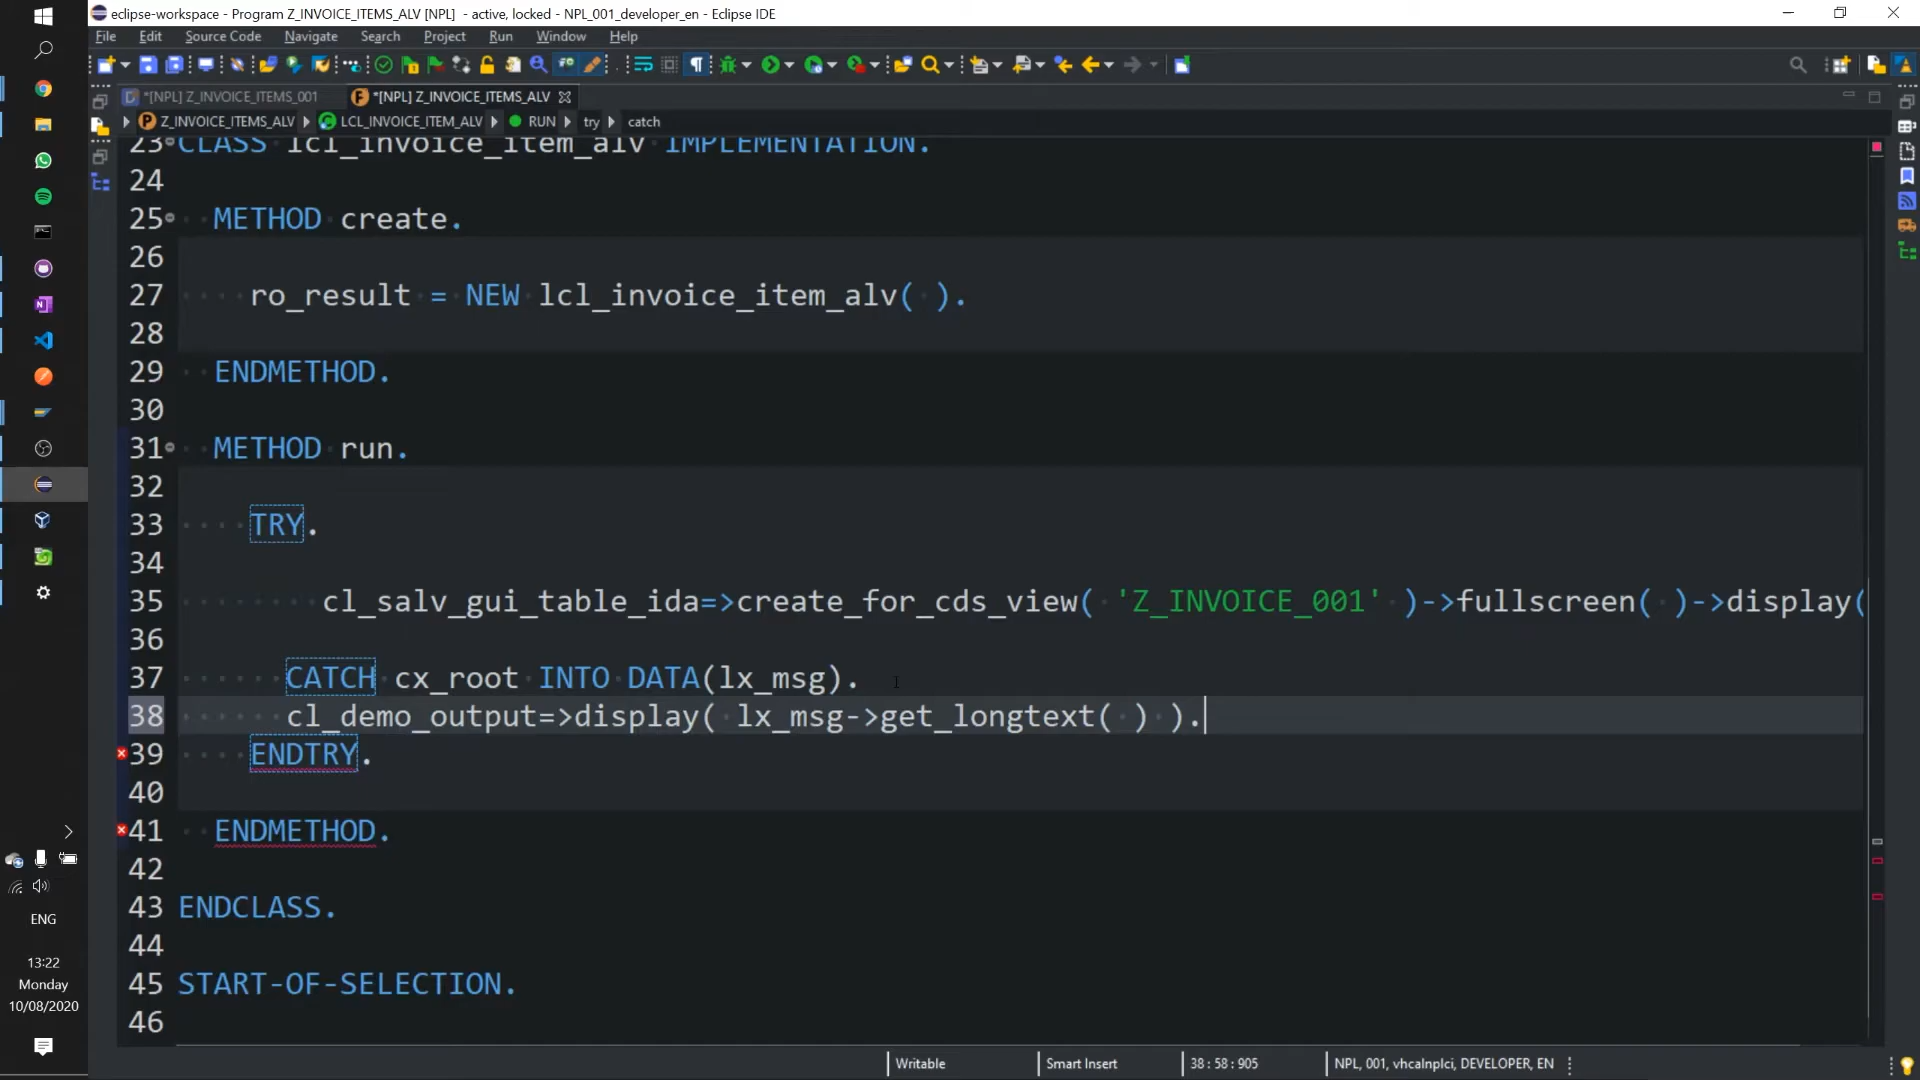 eclipse-workspace - Program Z_INVOICE_ITEMS_ALV [NPL] - active, locked - NPL_001_developer_en - Eclipse IDE
File Edit Source Code Navigate Search Project Run Window Help
*[NPL] Z_INVOICE_ITEMS_001 *[NPL] Z_INVOICE_ITEMS_ALV
Z_INVOICE_ITEMS_ALV LCL_INVOICE_ITEM_ALV RUN try catch
23 CLASS lcl_invoice_item_alv IMPLEMENTATION.
24
25 METHOD create.
26
27 ro_result = NEW lcl_invoice_item_alv( ).
28
29 ENDMETHOD.
30
31 METHOD run.
32
33 TRY.
34
35 cl_salv_gui_table_ida=>create_for_cds_view( 'Z_INVOICE_001' )->fullscreen( )->display(
36
37 CATCH cx_root INTO DATA(lx_msg).
38 cl_demo_output=>display( lx_msg->get_longtext( ) ).
39 ENDTRY.
40
41 ENDMETHOD.
42
43 ENDCLASS.
44
45 START-OF-SELECTION.
46
ENG
13:22
Monday
10/08/2020
Writable Smart Insert 38 : 58 : 905 NPL, 001, vhcalnplci, DEVELOPER, EN